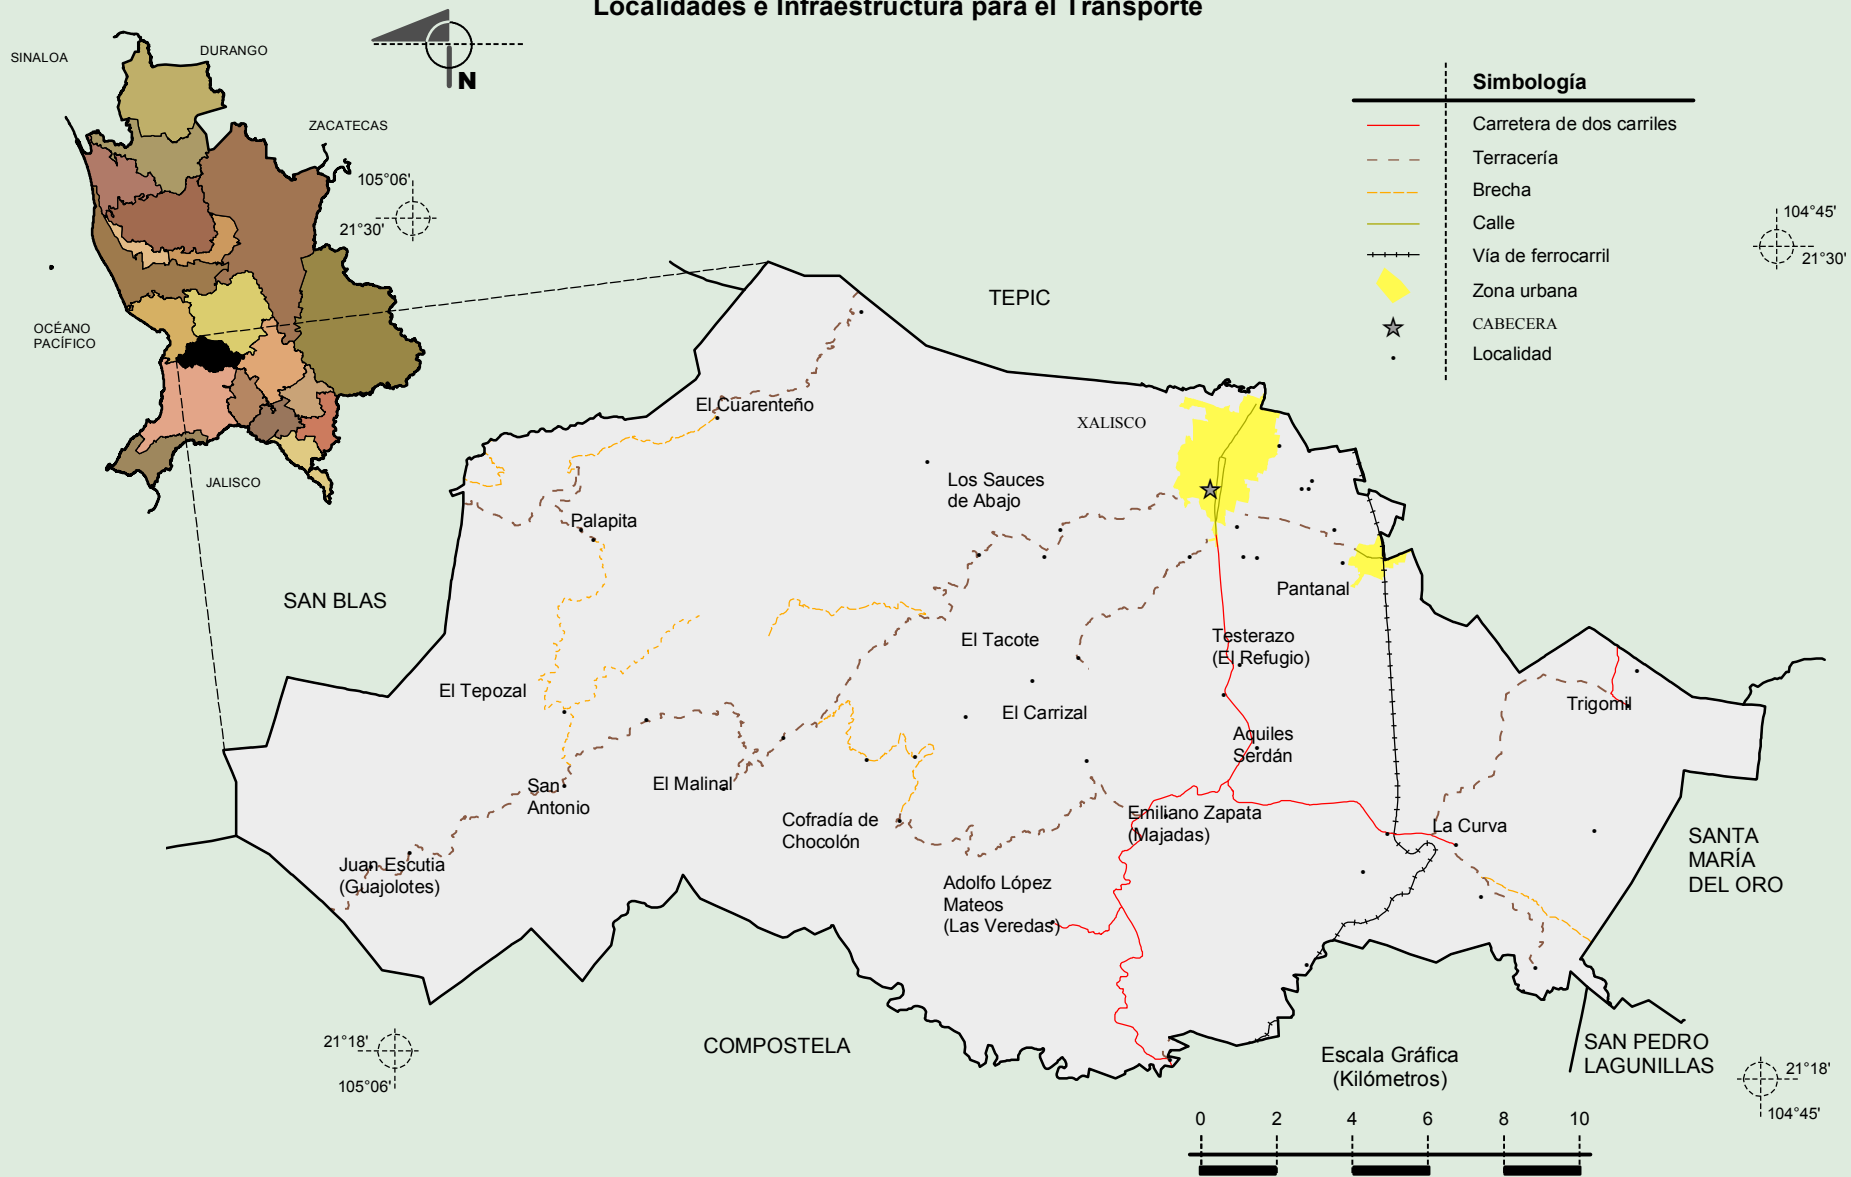 Localidades e Infraestructura para el Transporte
SINALOA
DURANGO
ZACATECAS
OCÉANO
PACÍFICO
JALISCO
N
105°06'
21°30'
Simbología
Carretera de dos carriles
Terracería
Brecha
Calle
Vía de ferrocarril
Zona urbana
CABECERA
Localidad
104°45'
21°30'
TEPIC
XALISCO
El Cuarenteño
Los Sauces
de Abajo
Palapita
SAN BLAS
Pantanal
El Tacote
Testerazo
(El Refugio)
El Tepozal
El Carrizal
Trigomil
Aquiles
Serdán
San
Antonio
El Malinal
Cofradía de
Chocolón
Emiliano Zapata
(Majadas)
La Curva
SANTA
MARÍA
DEL ORO
Juan Escutia
(Guajolotes)
Adolfo López
Mateos
(Las Veredas)
21°18'
105°06'
COMPOSTELA
SAN PEDRO
LAGUNILLAS
21°18'
104°45'
Escala Gráfica
(Kilómetros)
0 2 4 6 8 10